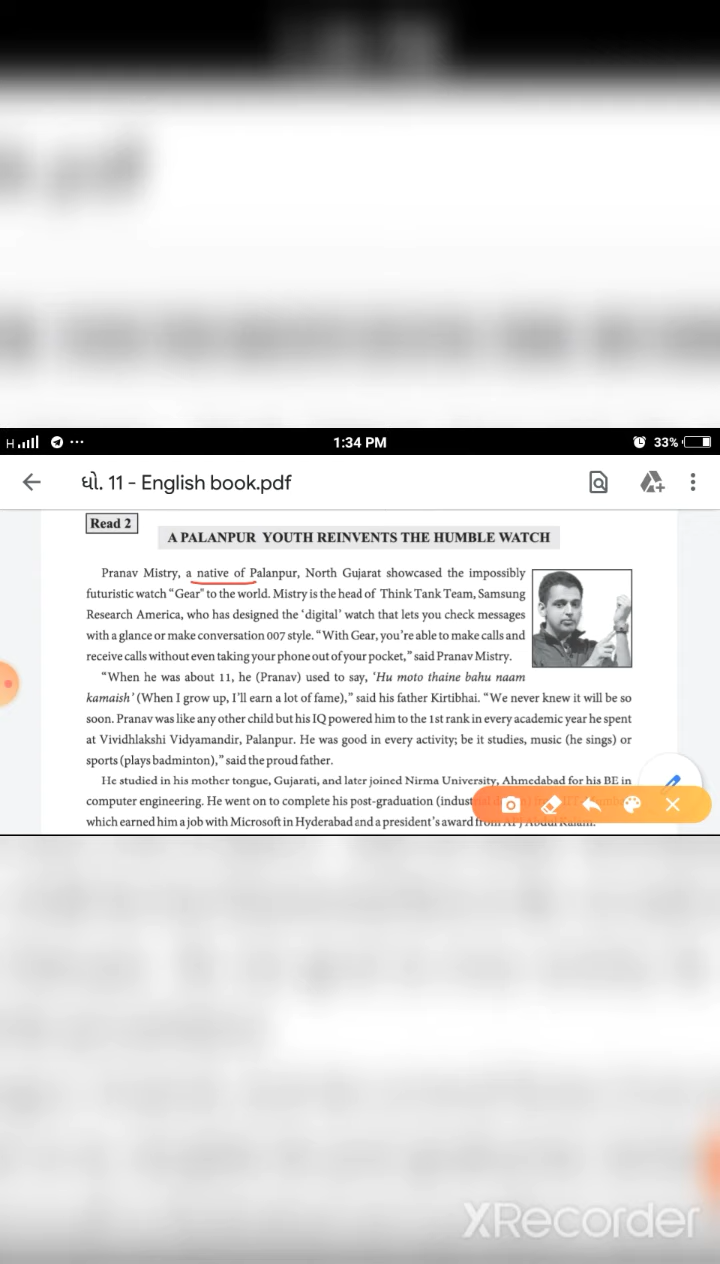 k.pdf
H
1:34 PM
33%
ધો. 11 - English book.pdf
Read 2
A PALANPUR YOUTH REINVENTS THE HUMBLE WATCH
Pranav Mistry, a native of Palanpur, North Gujarat showcased the impossibly
futuristic watch “Gear” to the world. Mistry is the head of Think Tank Team, Samsung
Research America, who has designed the ‘digital’ watch that lets you check messages
with a glance or make conversation 007 style. “With Gear, you're able to make calls and
receive calls without even taking your phone out of your pocket,” said Pranav Mistry.
“When he was about 11, he (Pranav) used to say, ‘Hu moto thaine bahu naam
kamaish’ (When I grow up, I'll earn a lot of fame),” said his father Kirtibhai. “We never knew it will be so
soon. Pranav was like any other child but his IQ powered him to the 1st rank in every academic year he spent
at Vividhlakshi Vidyamandir, Palanpur. He was good in every activity; be it studies, music (he sings) or
sports (plays badminton),” said the proud father.
He studied in his mother tongue, Gujarati, and later joined Nirma University, Ahmedabad for his BE in
computer engineering. He went on to complete his post-graduation
which earned him a job with Microsoft in Hyderabad and a president's award from APJ Abdul Kalam.
XRecorder